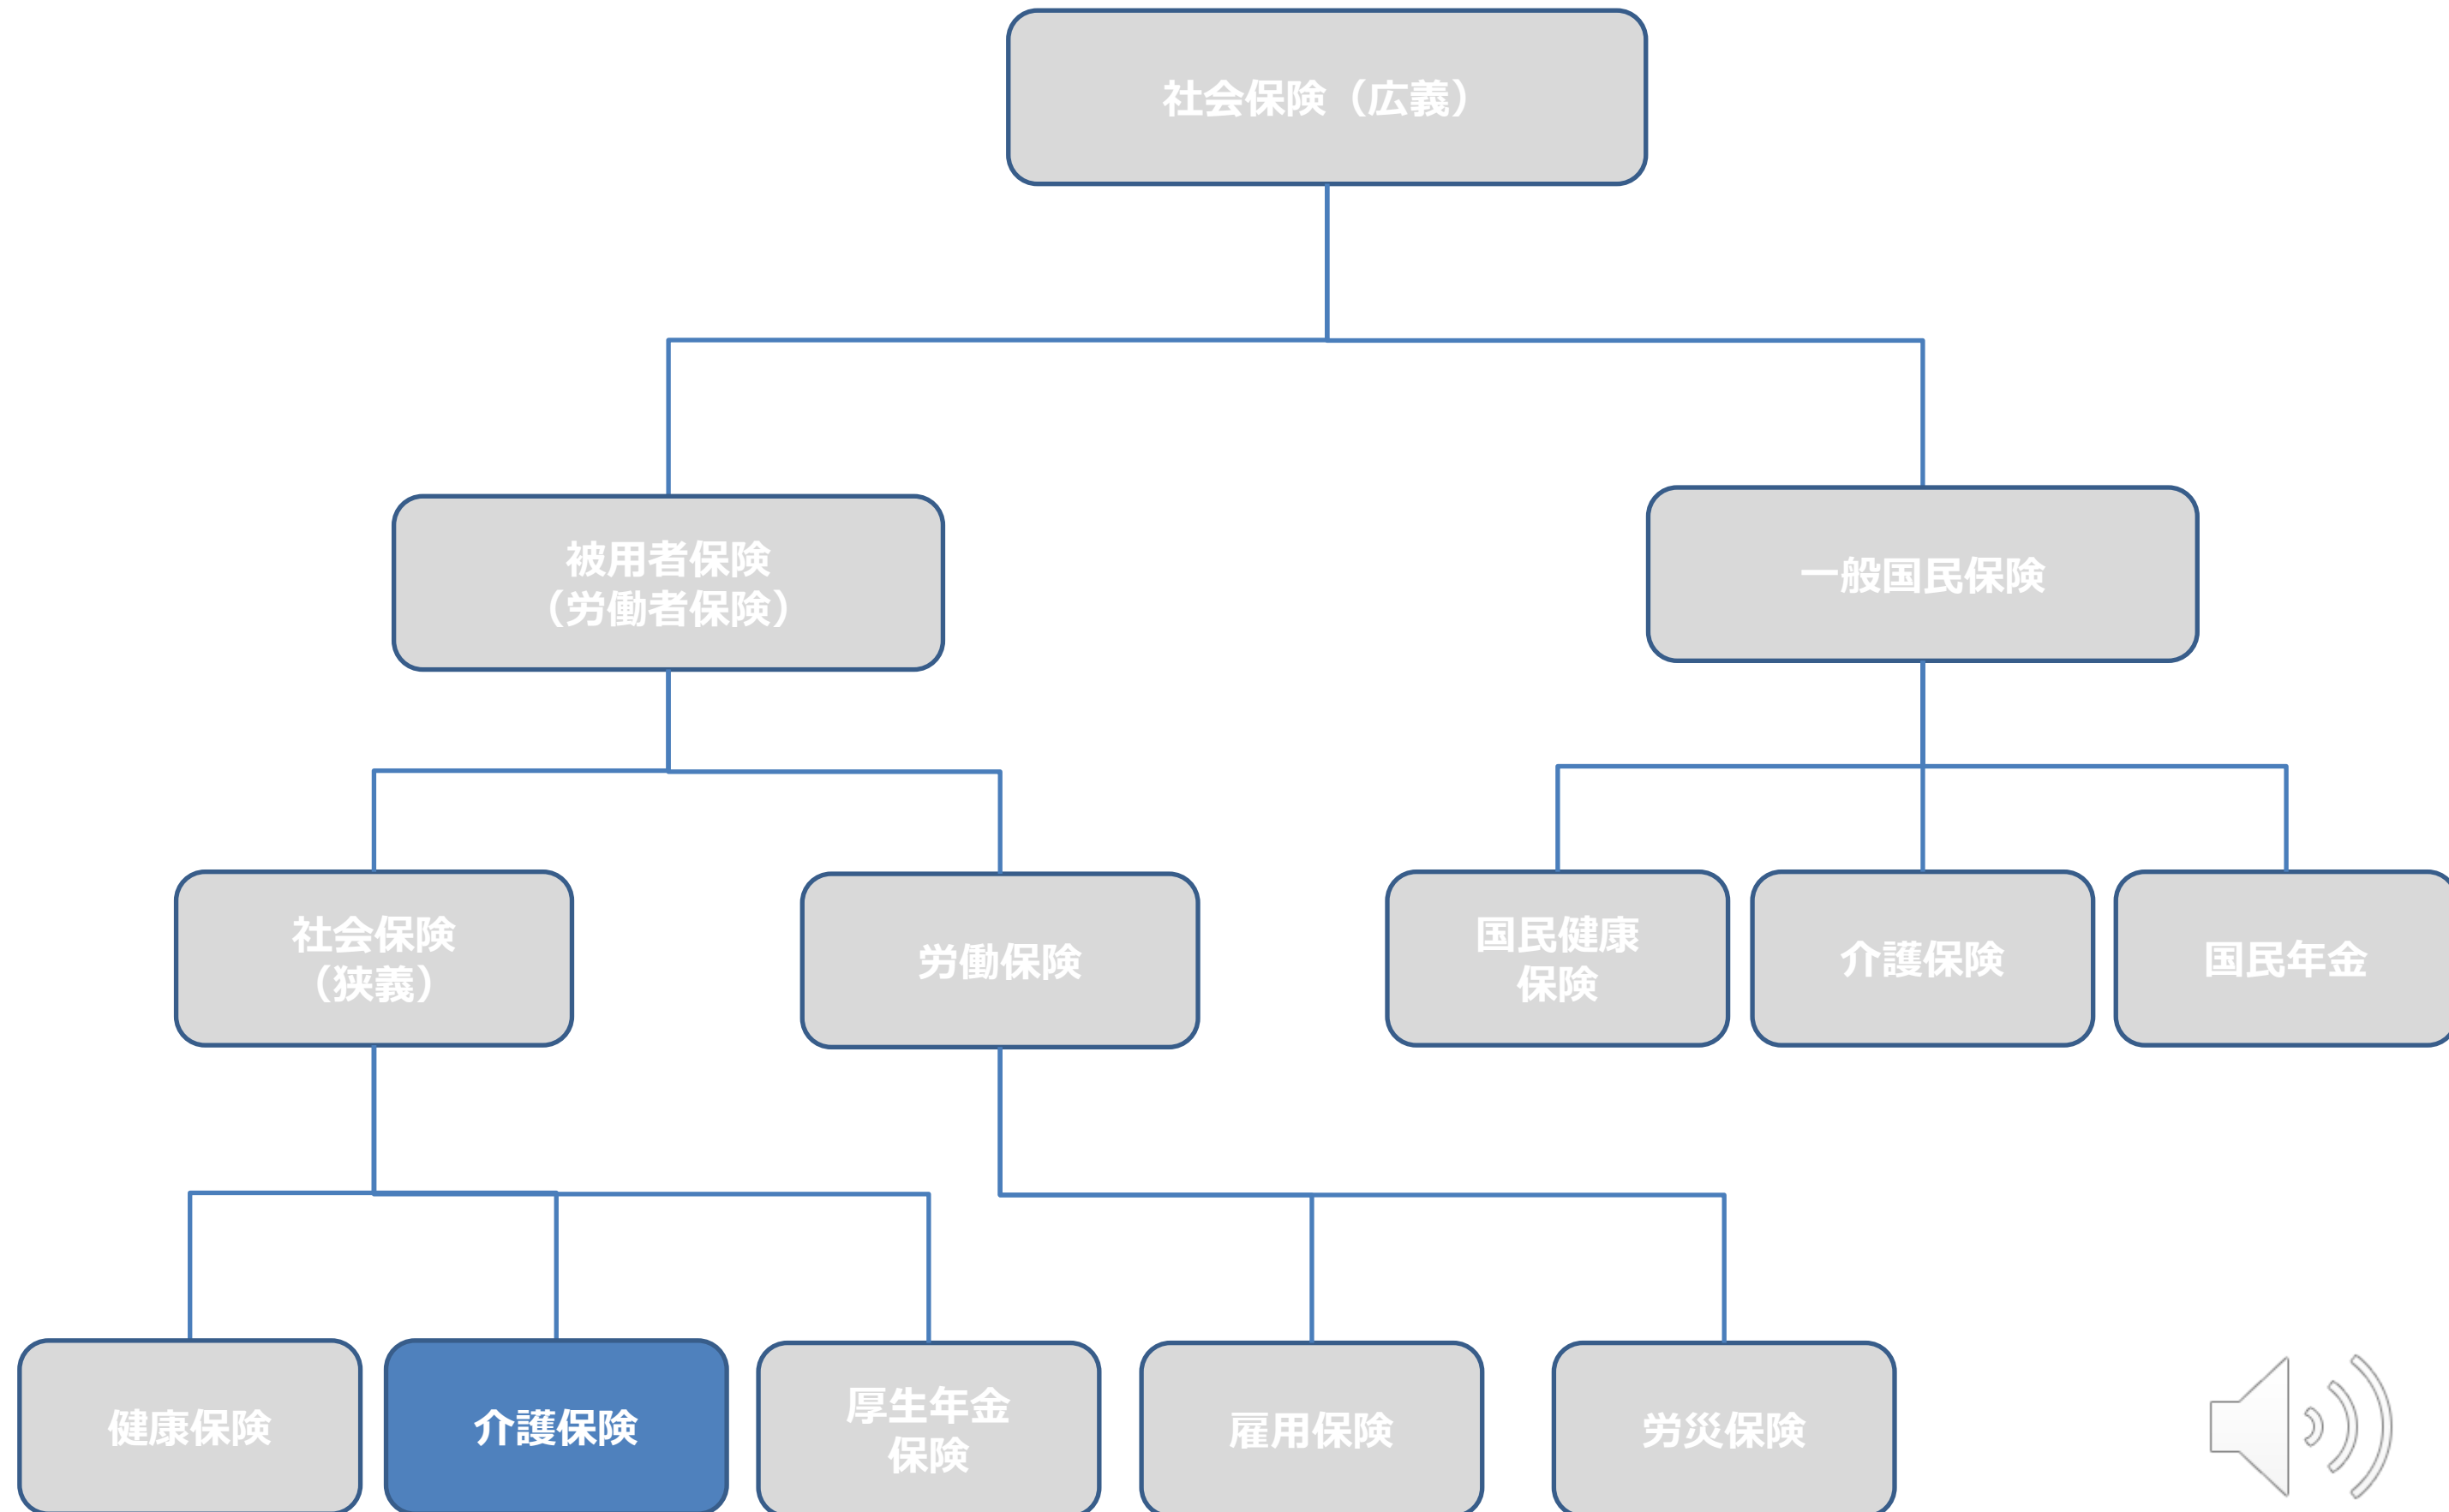 社会保険（広義）
被用者保険
（労働者保険）
一般国民保険
社会保険
（狭義）
労働保険
国民健康
保険
介護保険
国民年金
健康保険
介護保険
厚生年金
保険
雇用保険
労災保険